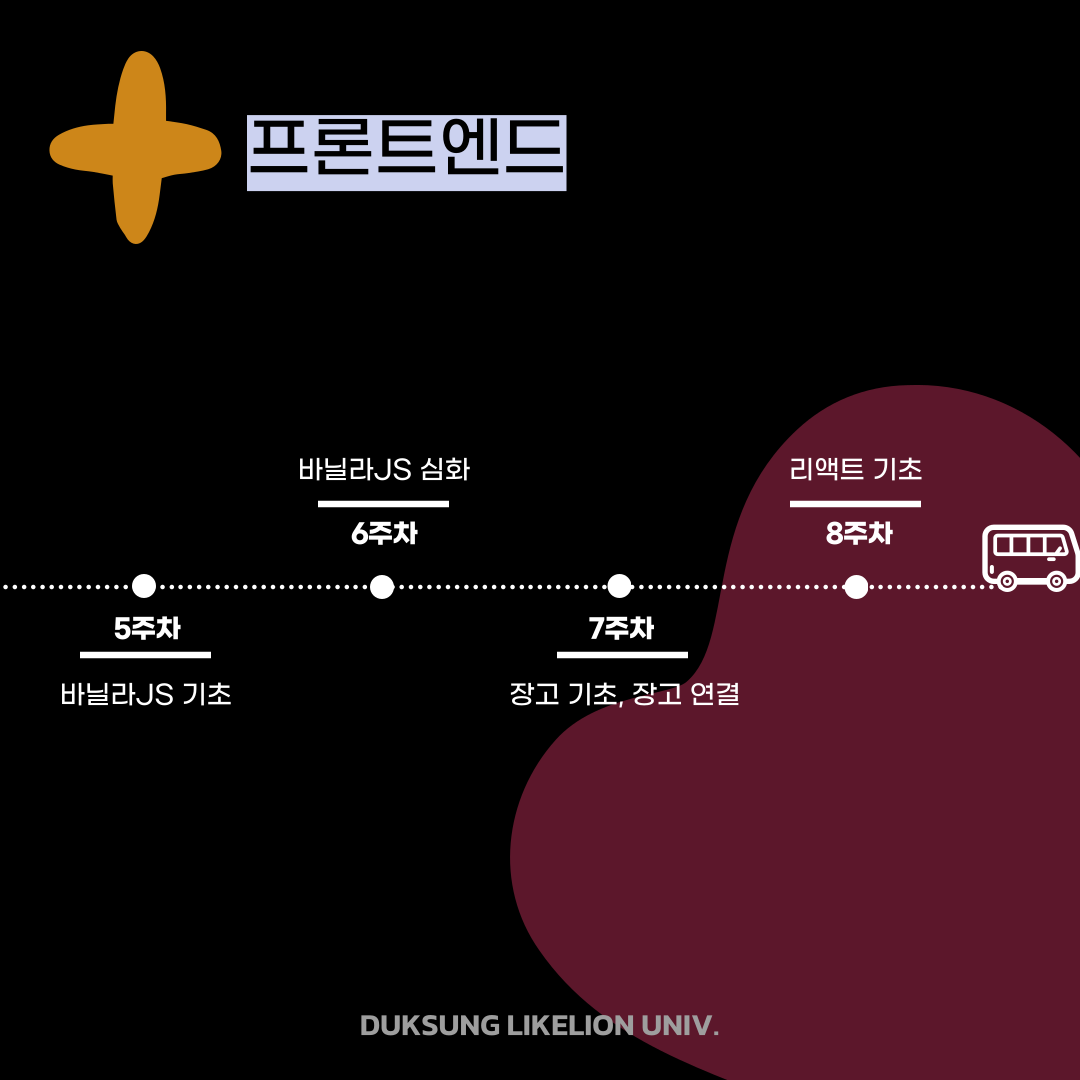 프론트엔드
바닐라JS 심화
6주차
리액트 기초
8주차
5주차
바닐라JS 기초
7주차
장고 기초, 장고 연결
DUKSUNG LIKELION UNIV.